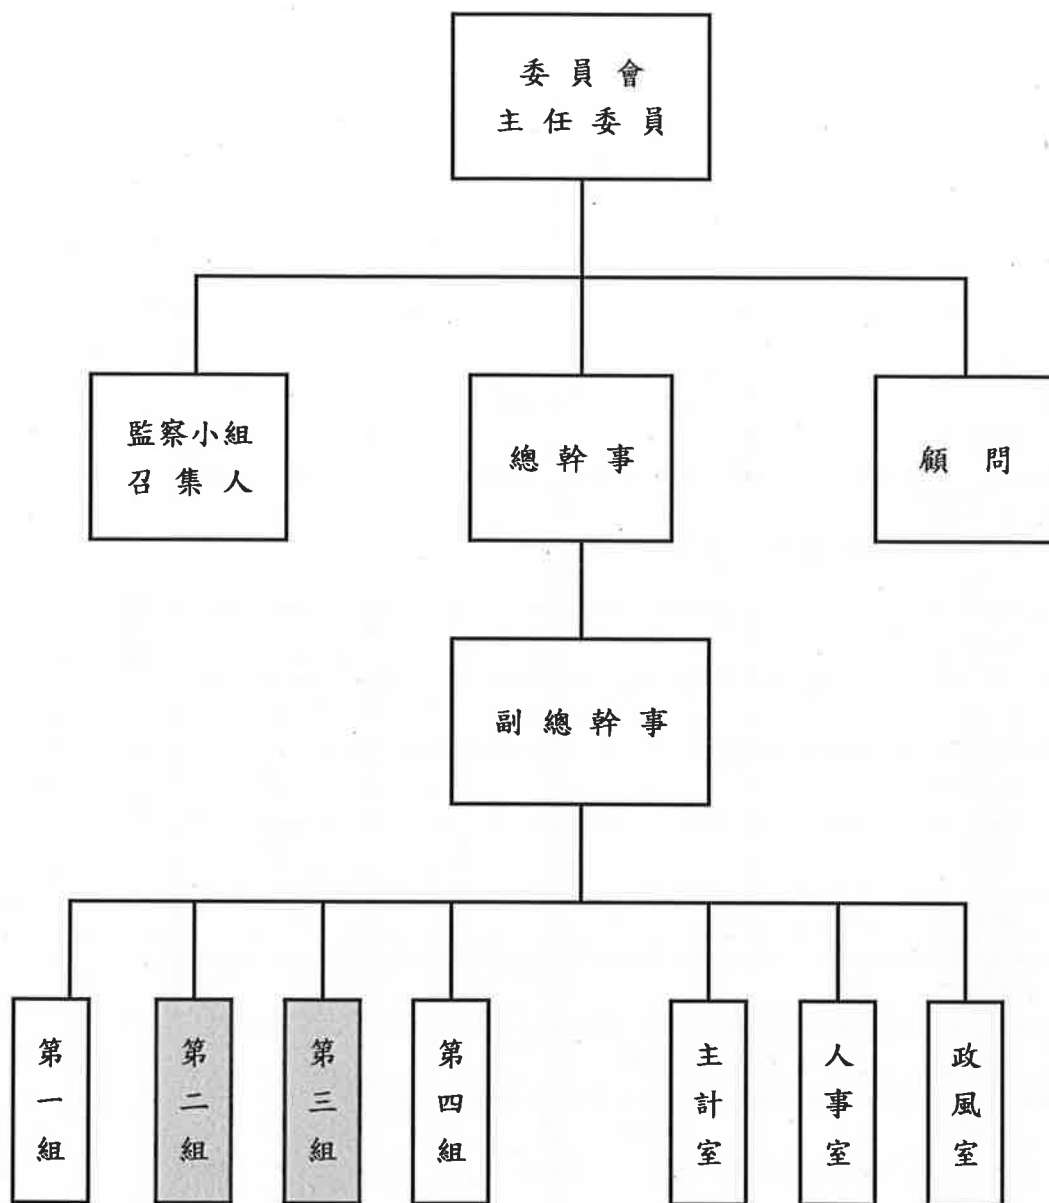 委員會
主任委員
監察小組
召集人
總幹事
顧問
副總幹事
第一組
第二組
第三組
第四組
主計室
人事室
政風室